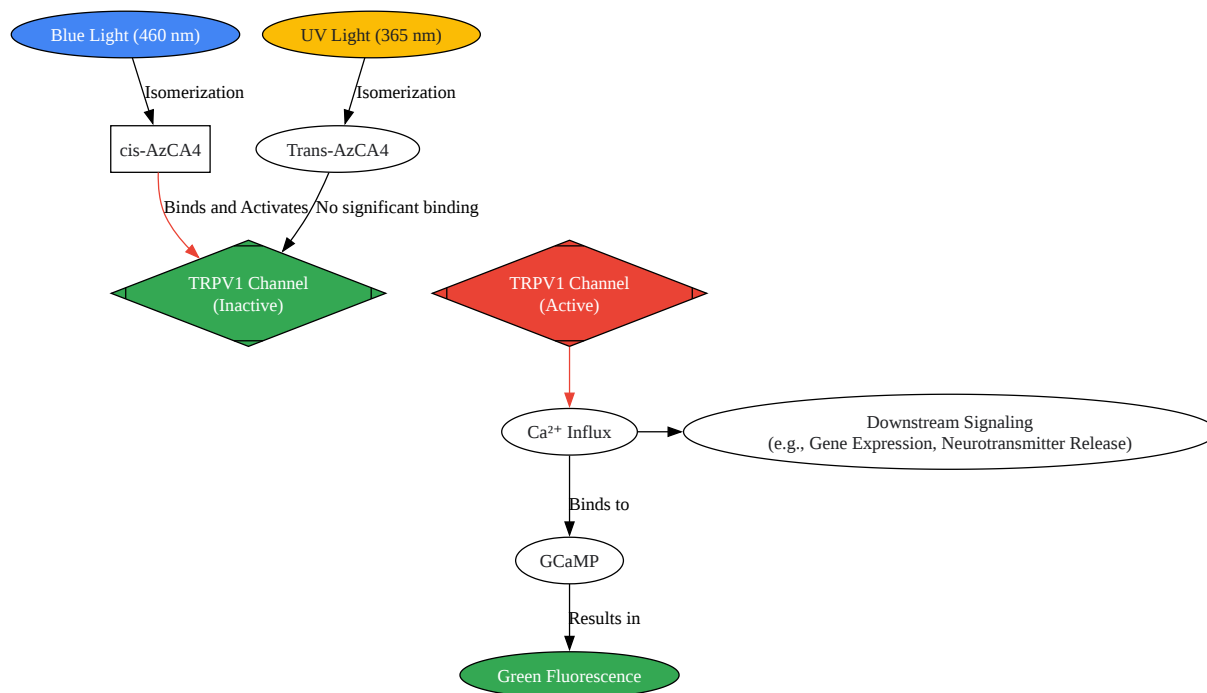 Blue Light (460 nm)
UV Light (365 nm)
Isomerization
Isomerization
cis-AzCA4
Trans-AzCA4
Binds and Activates
No significant binding
TRPV1 Channel
(Inactive)
TRPV1 Channel
(Active)
Ca²⁺ Influx
Downstream Signaling
(e.g., Gene Expression, Neurotransmitter Release)
Binds to
GCaMP
Results in
Green Fluorescence